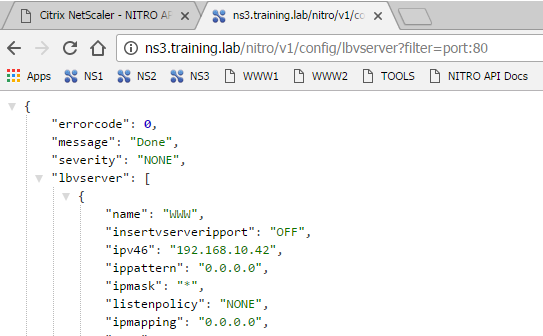 Citrix NetScaler - NITRO AP
ns3.training.lab/nitro/v1/c
ns3.training.lab/nitro/v1/config/lbvserver?filter=port:80
Apps NS1 NS2 NS3 WWW1 WWW2 TOOLS NITRO API Docs
{
"errorcode": 0,
"message": "Done",
"severity": "NONE",
"lbvserver": [
{
"name": "WWW",
"insertvserveripport": "OFF",
"ipv46": "192.168.10.42",
"ippattern": "0.0.0.0",
"ipmask": "*",
"listenpolicy": "NONE",
"ipmapping": "0.0.0.0",